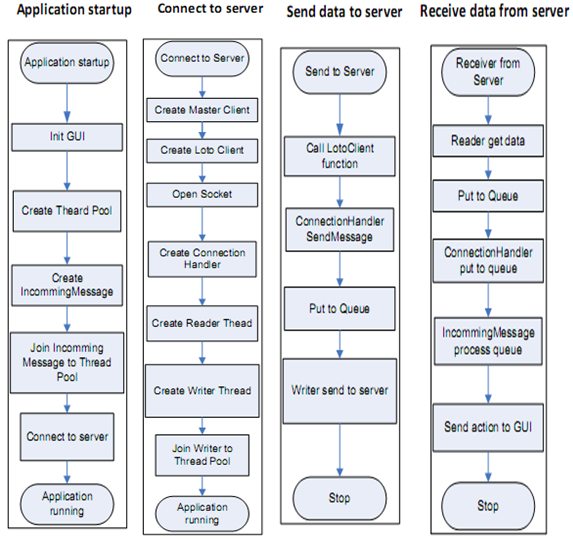 Application startup
Application startup
Init GUI
Create Theard Pool
Create
IncommingMessage
Join Incomming
Message to Thread
Pool
Connect to server
Application
running
Connect to server
Connect to Server
Create Master Client
Create Loto Client
Open Socket
Create Connection
Handler
Create Reader Thead
Create Writer Thread
Join Writer to
Thread Pool
Application
running
Send data to server
Send to Server
Call LotoClient
function
ConnectionHandler
SendMessage
Put to Queue
Writer send to server
Stop
Receive data from server
Receiver from
Server
Reader get data
Put to Queue
ConnectionHandler
put to queue
IncommingMessage
process queue
Send action to GUI
Stop